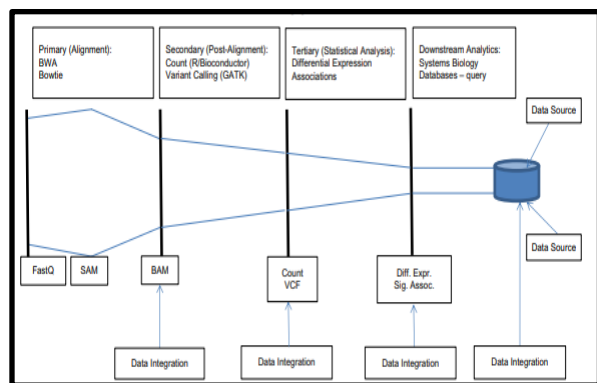 Primary (Alignment):
BWA
Bowtie
Secondary (Post-Alignment):
Count (R/Bioconductor)
Variant Calling (GATK)
Tertiary (Statistical Analysis):
Differential Expression
Associations
Downstream Analytics:
Systems Biology
Databases – query
Data Source
Data Source
FastQ
SAM
BAM
Count
VCF
Diff. Expr.
Sig. Assoc.
Data Integration
Data Integration
Data Integration
Data Integration